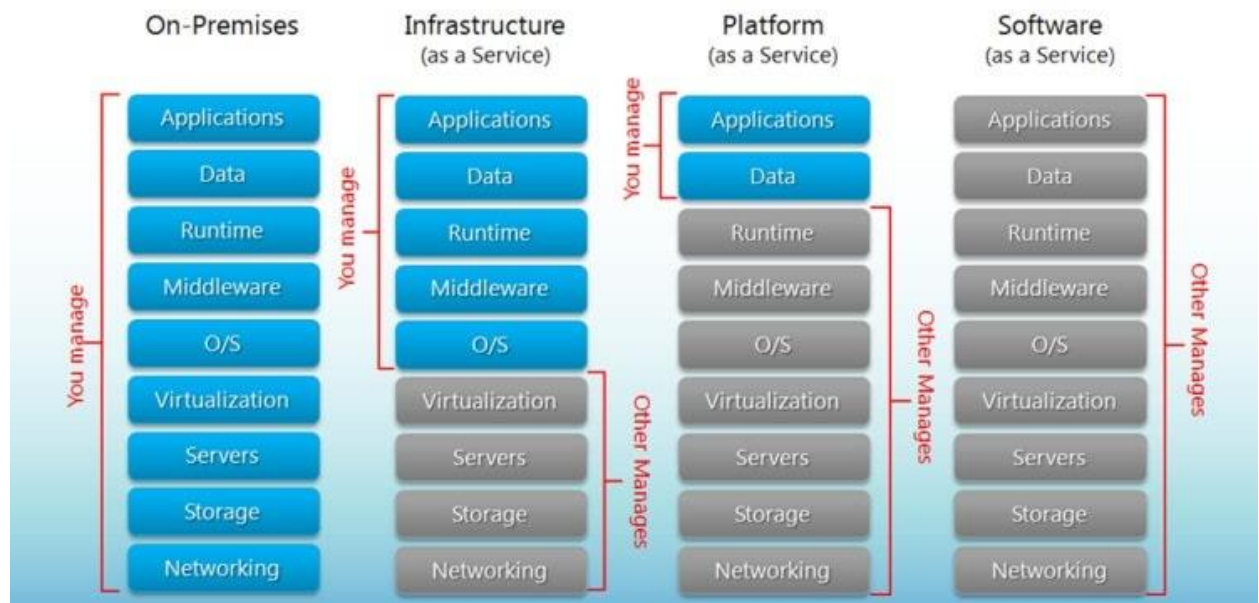 On-Premises
You manage
Applications
Data
Runtime
Middleware
O/S
Virtualization
Servers
Storage
Networking
Infrastructure
(as a Service)
You manage
Applications
Data
Runtime
Middleware
O/S
Virtualization
Servers
Storage
Networking
Other Manages
Platform
(as a Service)
You manage
Applications
Data
Runtime
Middleware
O/S
Virtualization
Servers
Storage
Networking
Other Manages
Software
(as a Service)
Applications
Data
Runtime
Middleware
O/S
Virtualization
Servers
Storage
Networking
Other Manages